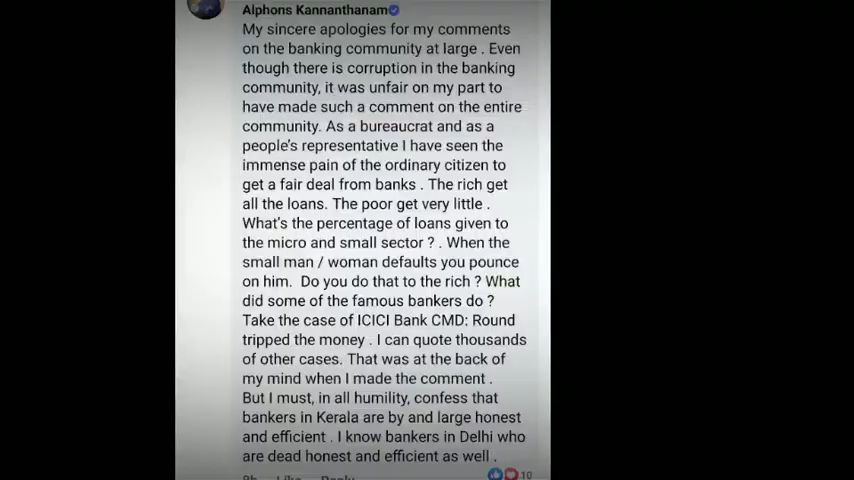 Alphons Kannanthanam
My sincere apologies for my comments
on the banking community at large . Even
though there is corruption in the banking
community, it was unfair on my part to
have made such a comment on the entire
community. As a bureaucrat and as a
people's representative I have seen the
immense pain of the ordinary citizen to
get a fair deal from banks . The rich get
all the loans. The poor get very little .
What's the percentage of loans given to
the micro and small sector ? . When the
small man / woman defaults you pounce
on him. Do you do that to the rich ? What
did some of the famous bankers do ?
Take the case of ICICI Bank CMD: Round
tripped the money . I can quote thousands
of other cases. That was at the back of
my mind when I made the comment .
But I must, in all humility, confess that
bankers in Kerala are by and large honest
and efficient . I know bankers in Delhi who
are dead honest and efficient as well .
10